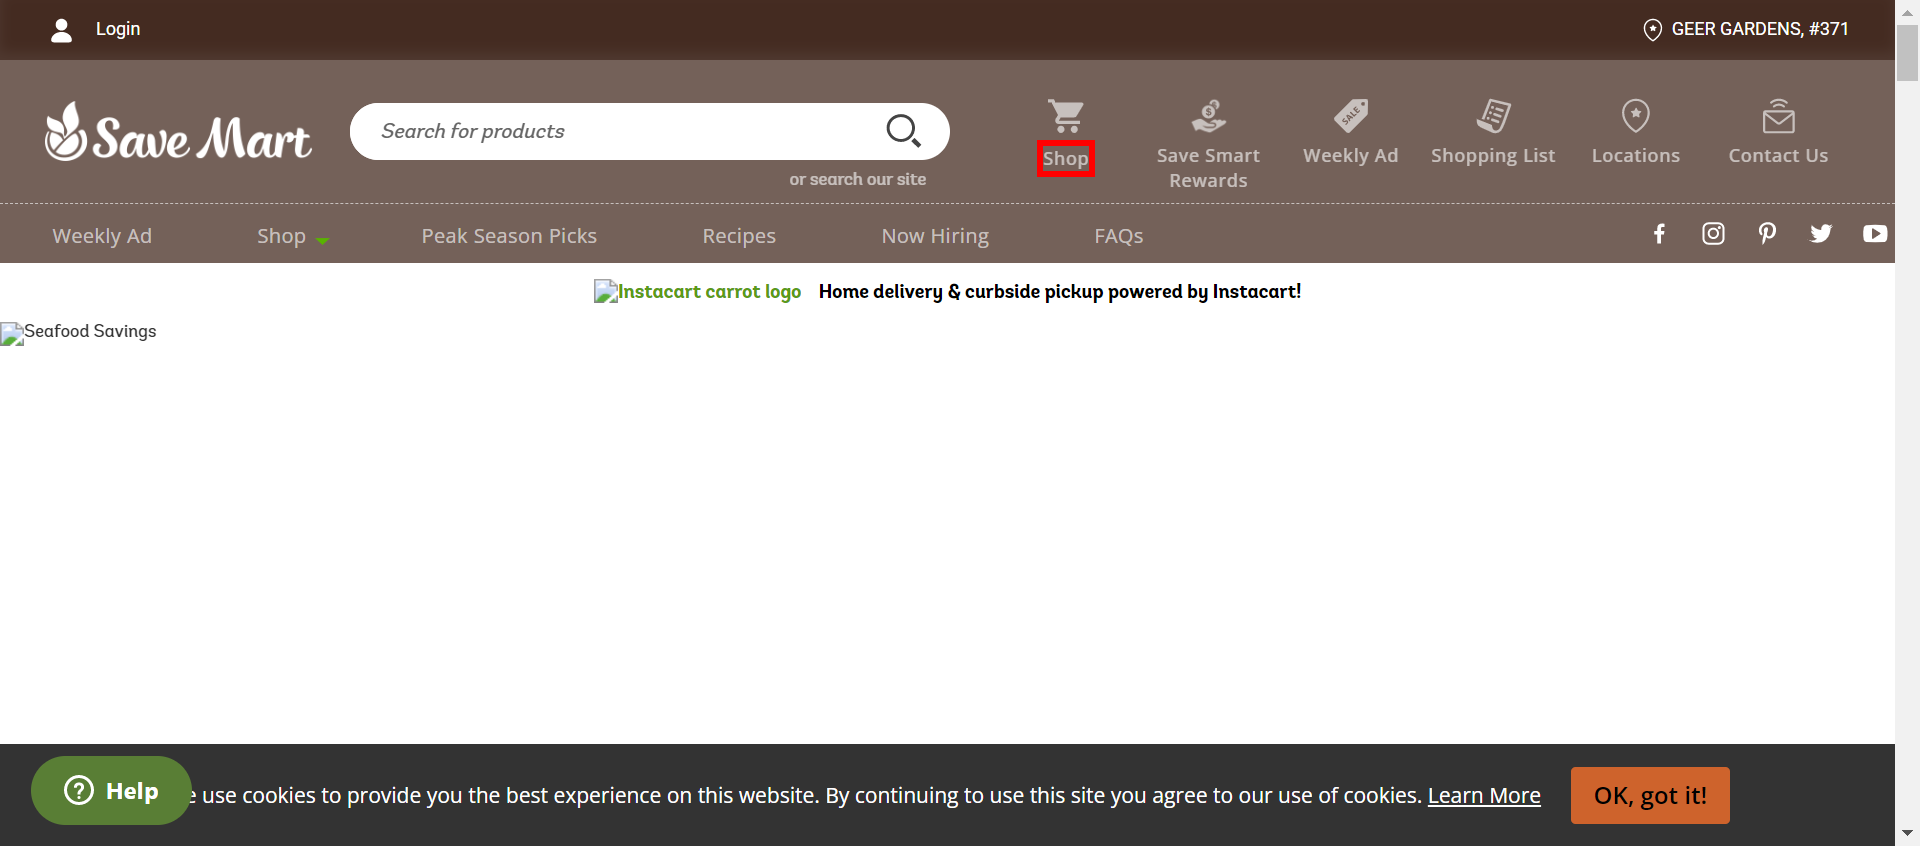 Login
GEER GARDENS, #371
Save Mart
Search for products
or search our site
Shop
Save Smart
Rewards
SALE
Weekly Ad
Shopping List
Locations
Contact Us
Weekly Ad
Shop
Peak Season Picks
Recipes
Now Hiring
FAQs
Instacart carrot logo
Home delivery & curbside pickup powered by Instacart!
Seafood Savings
Help
e use cookies to provide you the best experience on this website. By continuing to use this site you agree to our use of cookies. Learn More
OK, got it!